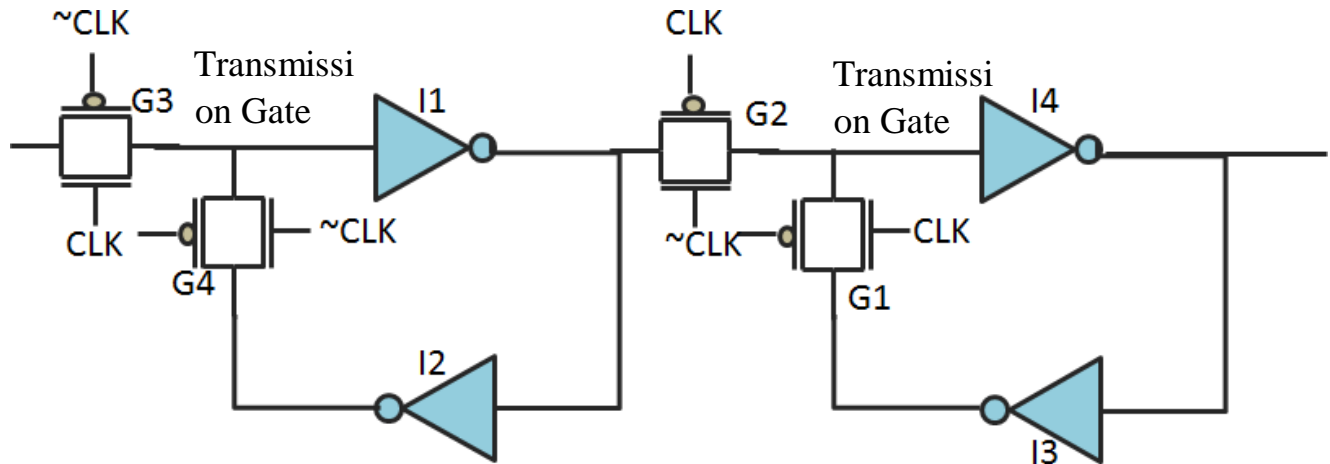 ~CLK
CLK
Transmissi
on Gate
Transmissi
on Gate
G3
I1
G2
I4
CLK
~CLK
~CLK
CLK
G4
G1
I2
I3